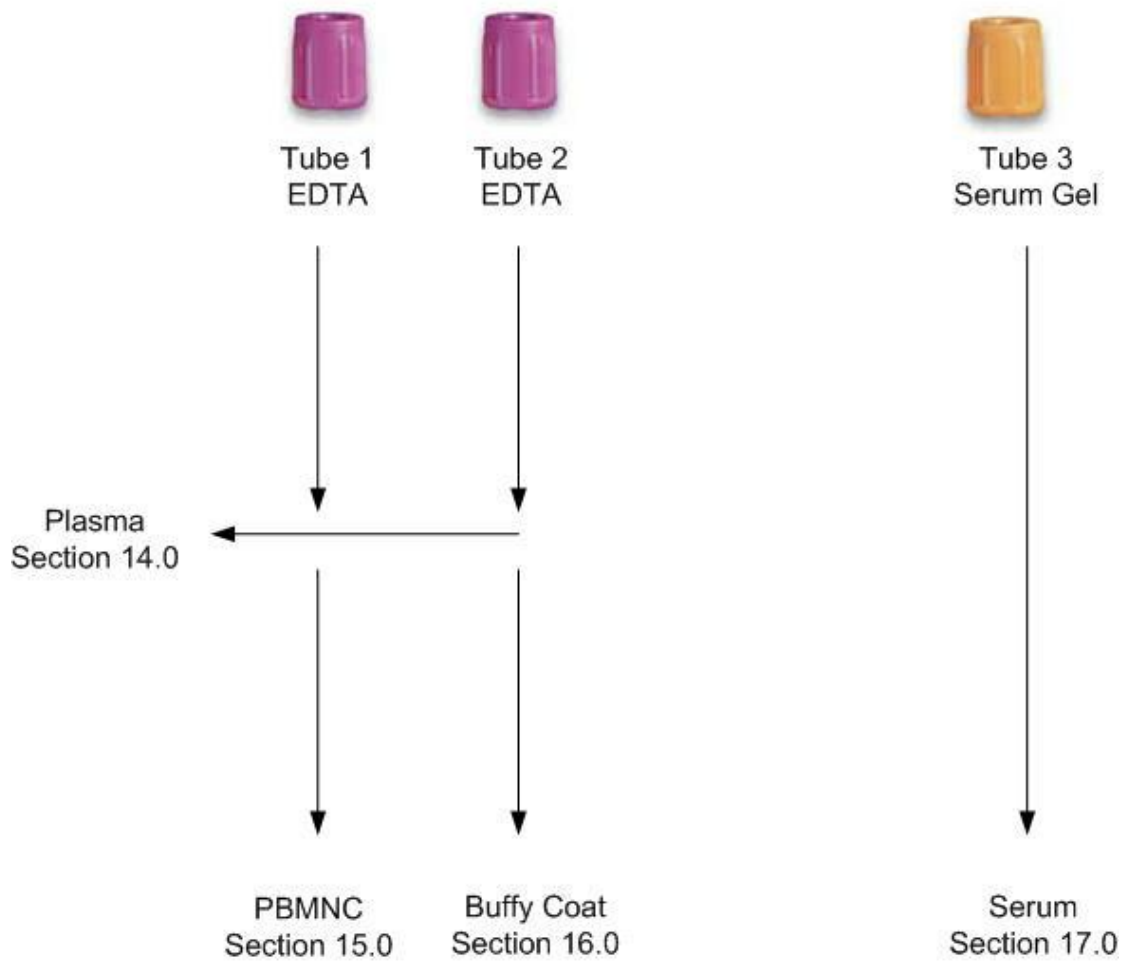 Tube 1
EDTA
Tube 2
EDTA
Tube 3
Serum Gel
Plasma
Section 14.0
PBMNC
Section 15.0
Buffy Coat
Section 16.0
Serum
Section 17.0